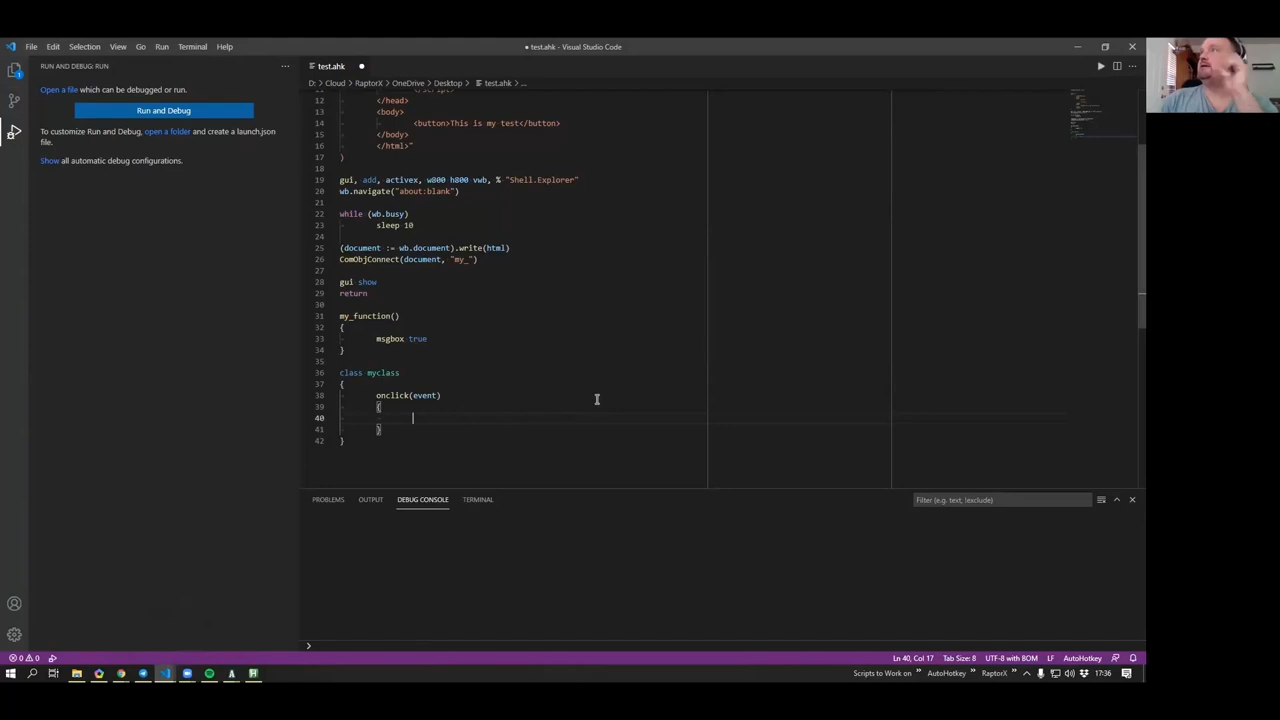 File Edit Selection View Go Run Terminal Help
● test.ahk - Visual Studio Code
RUN AND DEBUG: RUN
Open a file which can be debugged or run.
Run and Debug
To customize Run and Debug, open a folder and create a launch.json
file.
Show all automatic debug configurations.
test.ahk
D: > Cloud > RaptorX > OneDrive > Desktop > test.ahk > ...
12 </head>
13 <body>
14 <button>This is my test</button>
15 </body>
16 </html>"
17 )
18
19 gui, add, activex, w800 h800 vwb, % "Shell.Explorer"
20 wb.navigate("about:blank")
21
22 while (wb.busy)
23 sleep 10
24
25 (document := wb.document).write(html)
26 ComObjConnect(document, "my_")
27
28 gui show
29 return
30
31 my_function()
32 {
33 msgbox true
34 }
35
36 class myclass
37 {
38 onclick(event)
39 {
40
41 }
42 }
PROBLEMS OUTPUT DEBUG CONSOLE TERMINAL
Filter (e.g. text, !exclude)
0 0
Ln 40, Col 17 Tab Size: 8 UTF-8 with BOM LF AutoHotkey
Scripts to Work on AutoHotkey RaptorX 17:36